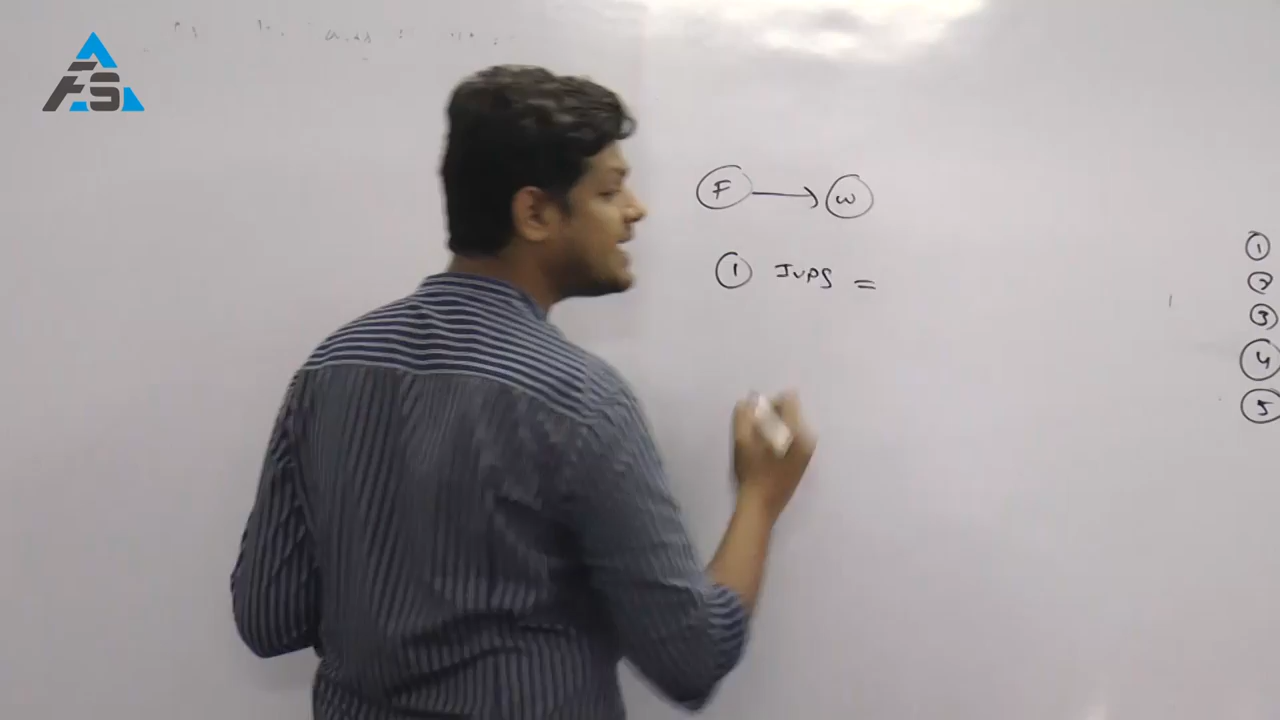 FS
F → W
① JVPS =
①
②
③
④
⑤